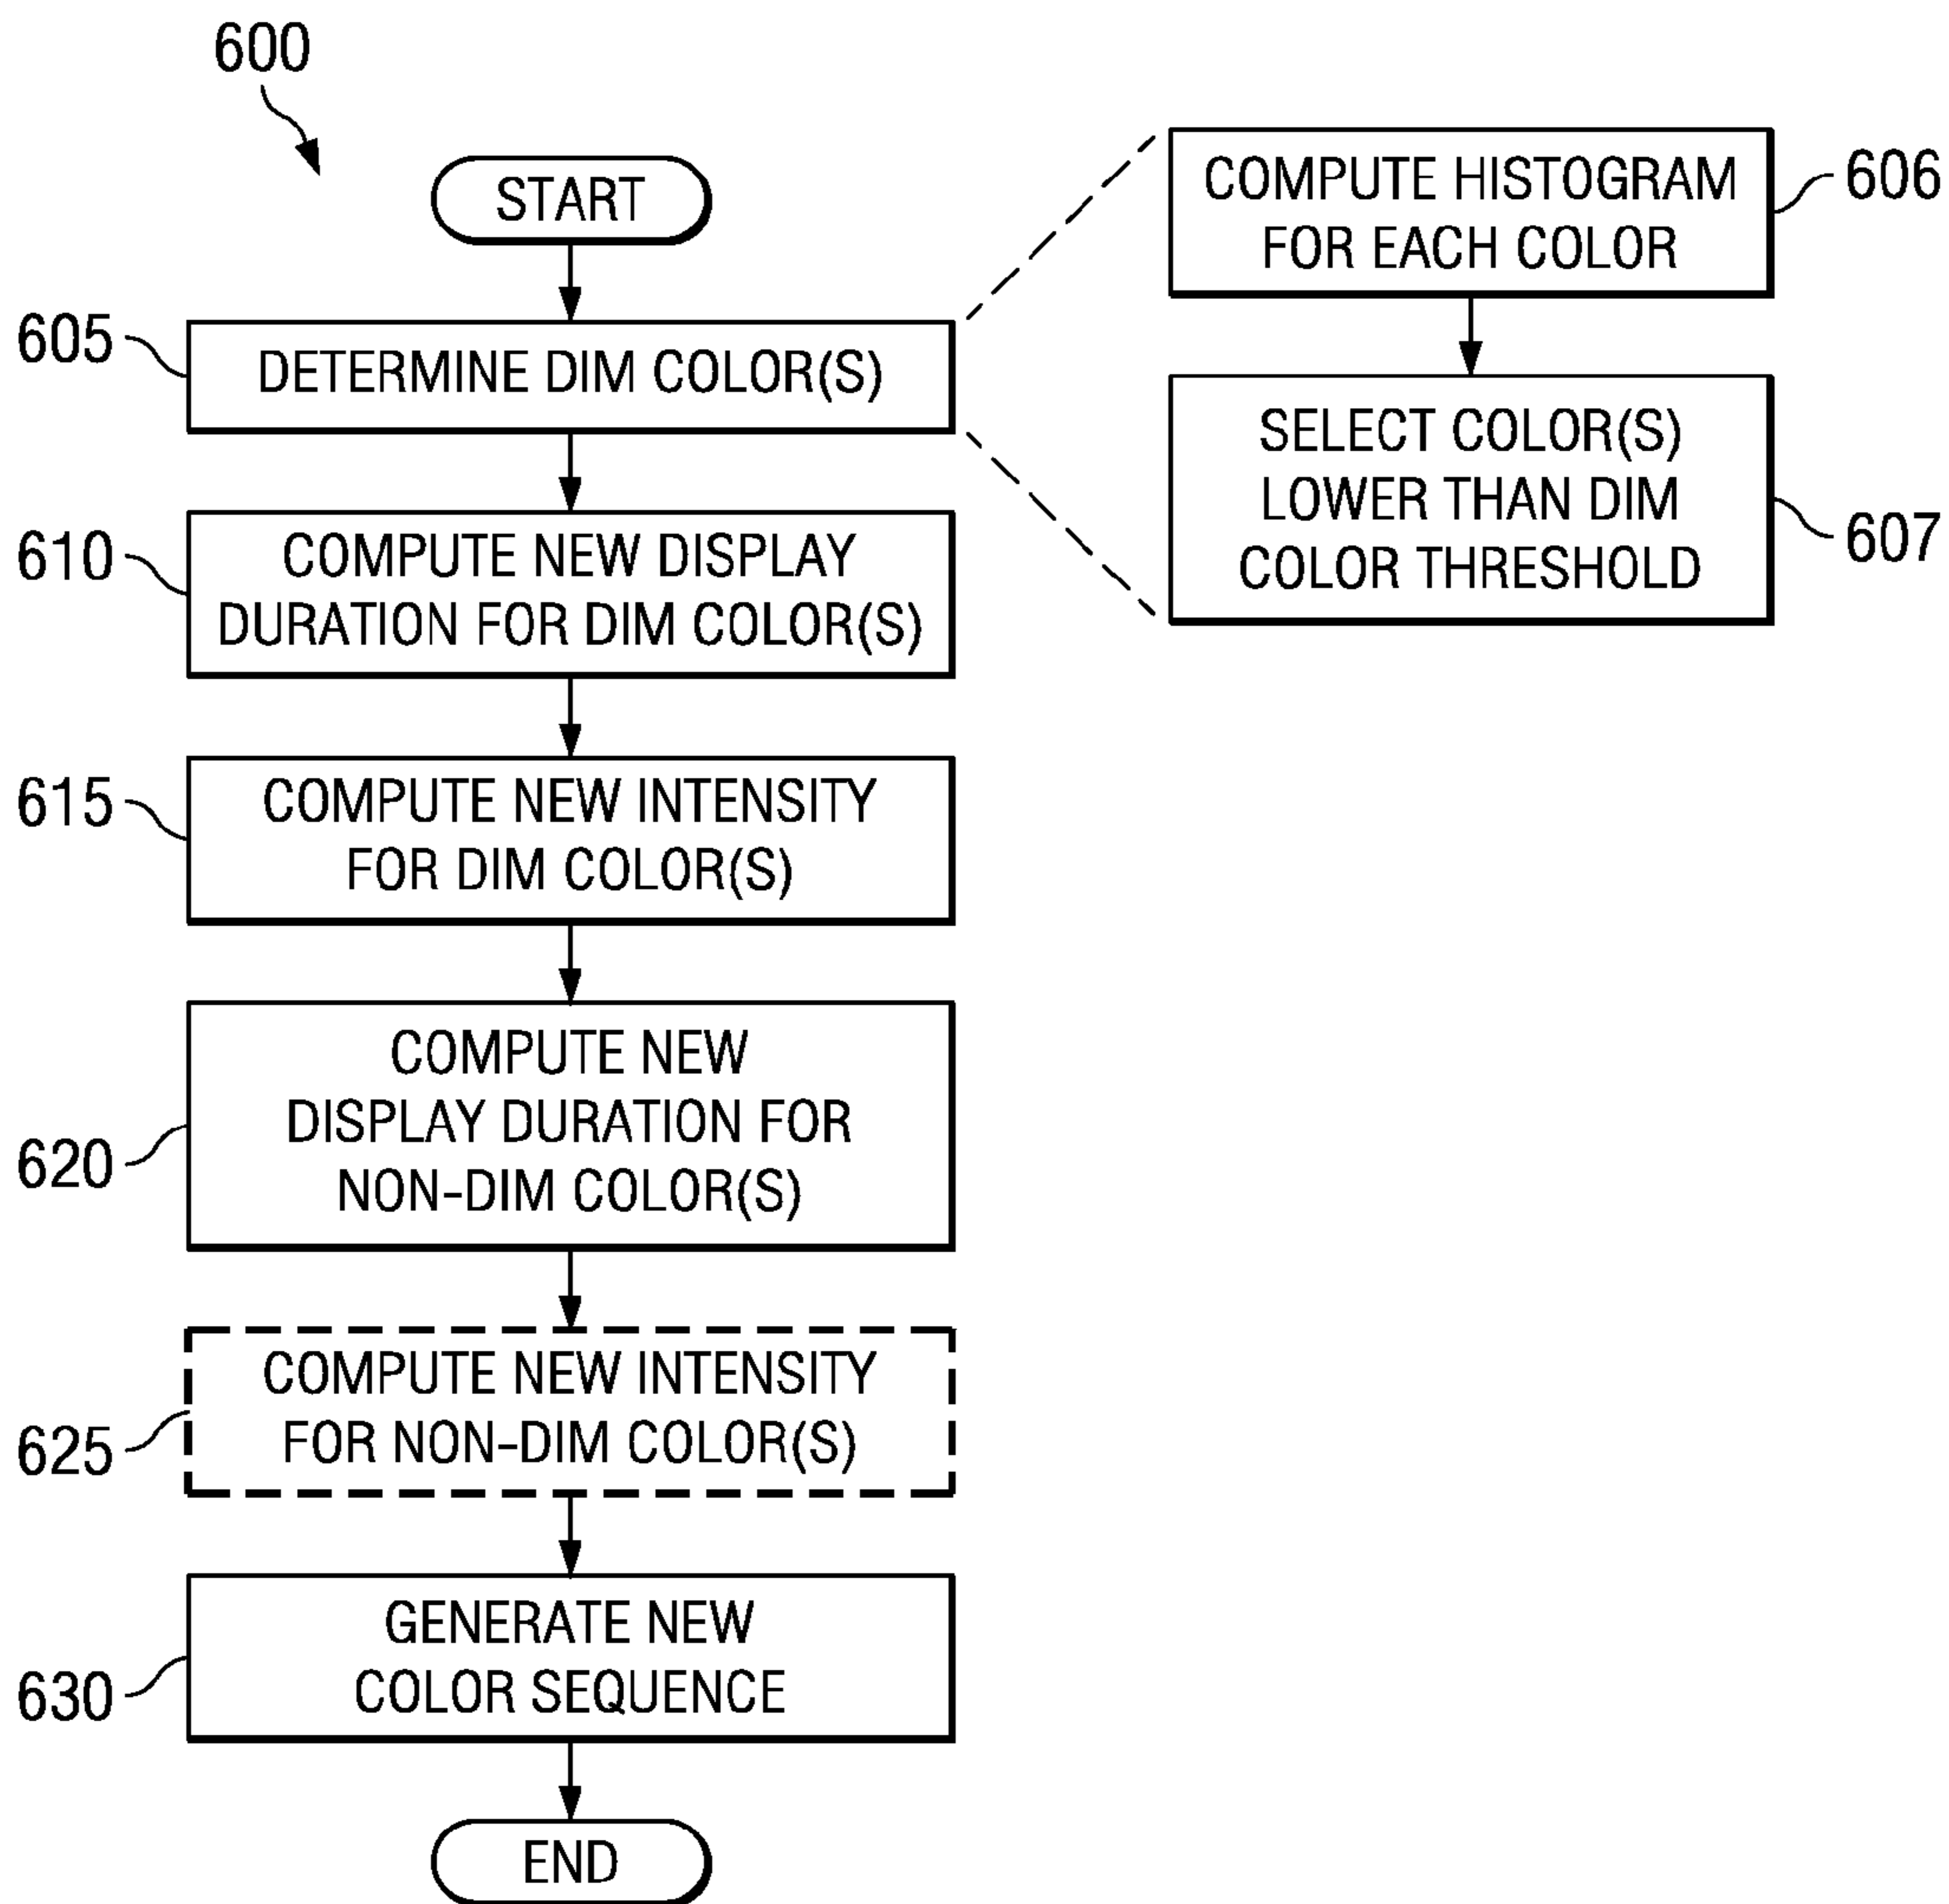 600
START
605
DETERMINE DIM COLOR(S)
610
COMPUTE NEW DISPLAY
DURATION FOR DIM COLOR(S)
615
COMPUTE NEW INTENSITY
FOR DIM COLOR(S)
620
COMPUTE NEW
DISPLAY DURATION FOR
NON-DIM COLOR(S)
625
COMPUTE NEW INTENSITY
FOR NON-DIM COLOR(S)
630
GENERATE NEW
COLOR SEQUENCE
END
COMPUTE HISTOGRAM
FOR EACH COLOR
606
SELECT COLOR(S)
LOWER THAN DIM
COLOR THRESHOLD
607